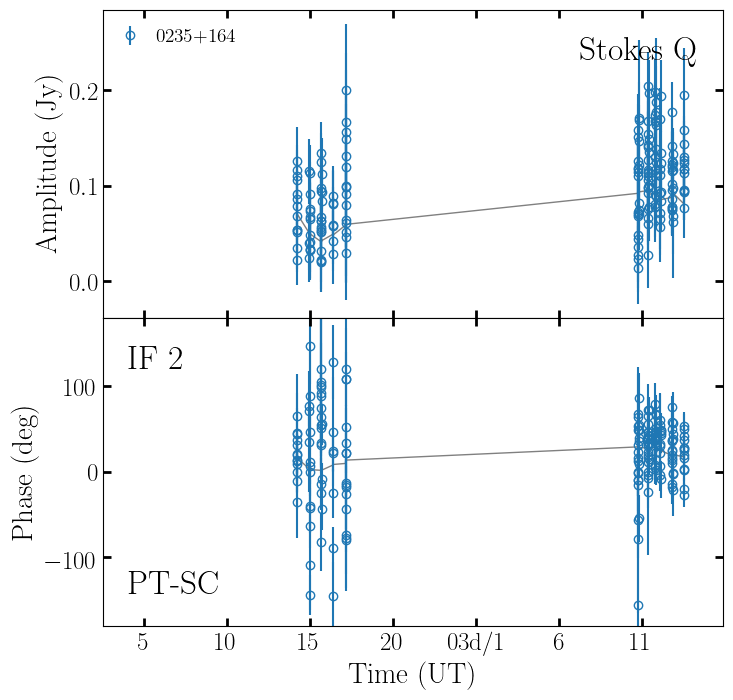 0235+164
Stokes Q
Amplitude (Jy)
0.2
0.1
0.0
IF 2
PT-SC
Phase (deg)
100
0
−100
5 10 15 20 03d/1 6 11
Time (UT)